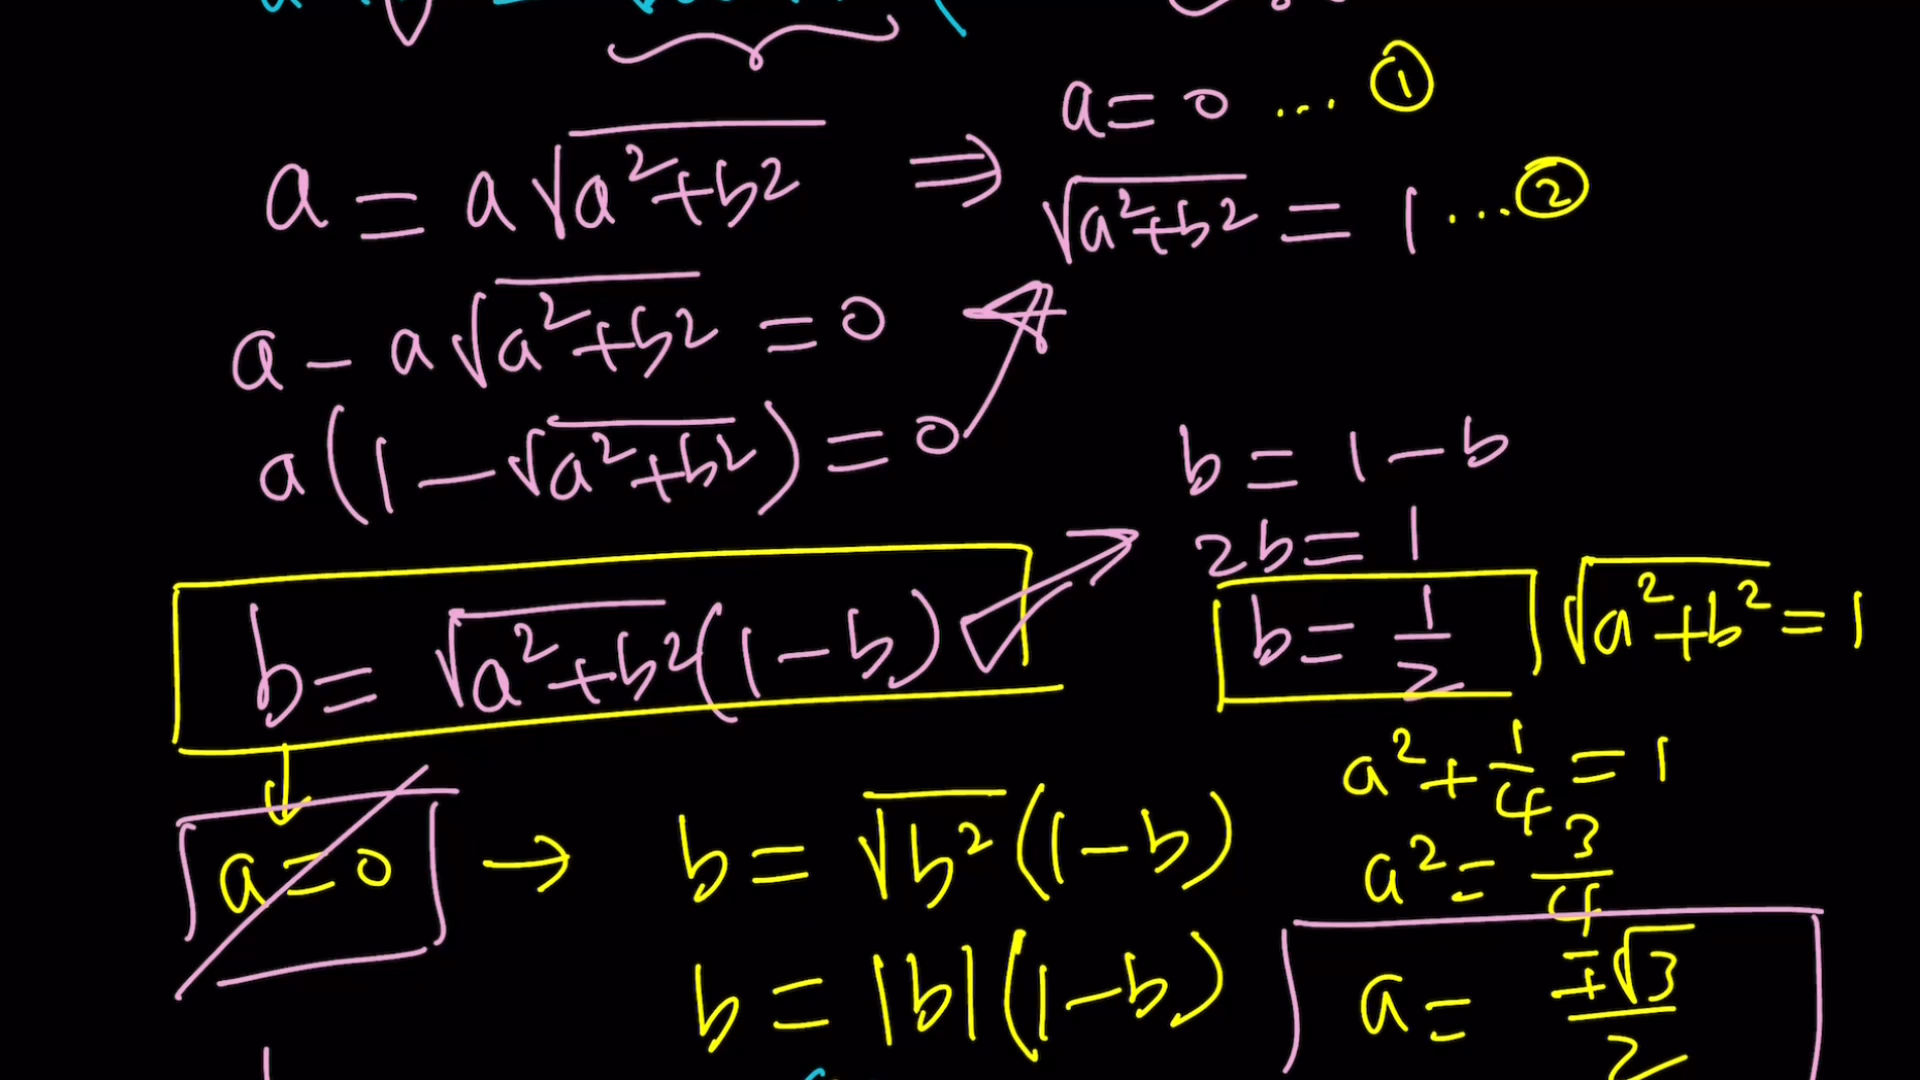 a = a√(a²+b²) ⇒ a = 0 ... ①
√(a²+b²) = 1 ... ②
a - a√(a²+b²) = 0
a(1-√(a²+b²)) = 0
b = √(a²+b²)(1-b)
b = 1-b
2b = 1
b = 1/2
√(a²+b²) = 1
a²+1/4 = 1
a² = 3/4
a = ∓√3/2
a = 0 → b = √b²(1-b)
b = |b|(1-b)